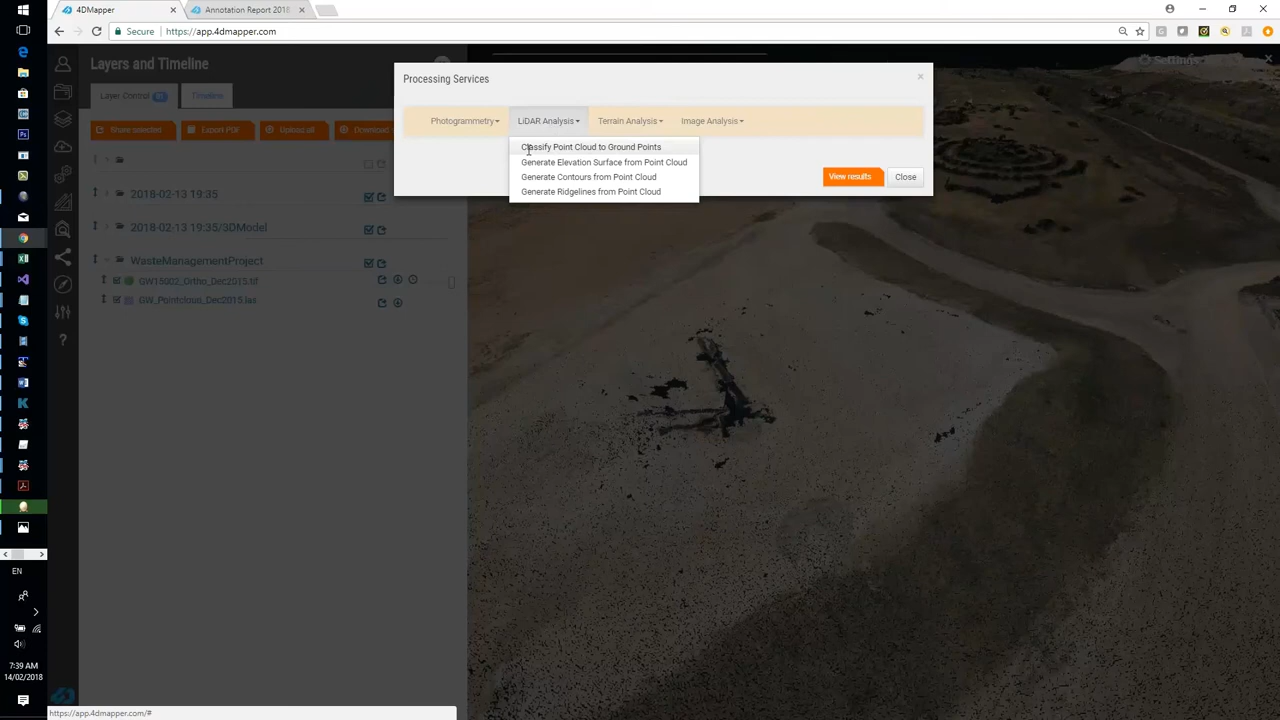 4DMapper
Annotation Report 2018
Secure
https://app.4dmapper.com
Layers and Timeline
Settings
Layer Control
Timeline
Share selected
Export PDF
Upload all
Download
2018-02-13 19:35
2018-02-13 19:35/3DModel
WasteManagementProject
GW15002_Ortho_Dec2015.tif
GW_Pointcloud_Dec2015.las
Processing Services
Photogrammetry
LiDAR Analysis
Terrain Analysis
Image Analysis
Classify Point Cloud to Ground Points
Generate Elevation Surface from Point Cloud
Generate Contours from Point Cloud
Generate Ridgelines from Point Cloud
View results
Close
EN
7:39 AM
14/02/2018
https://app.4dmapper.com/#